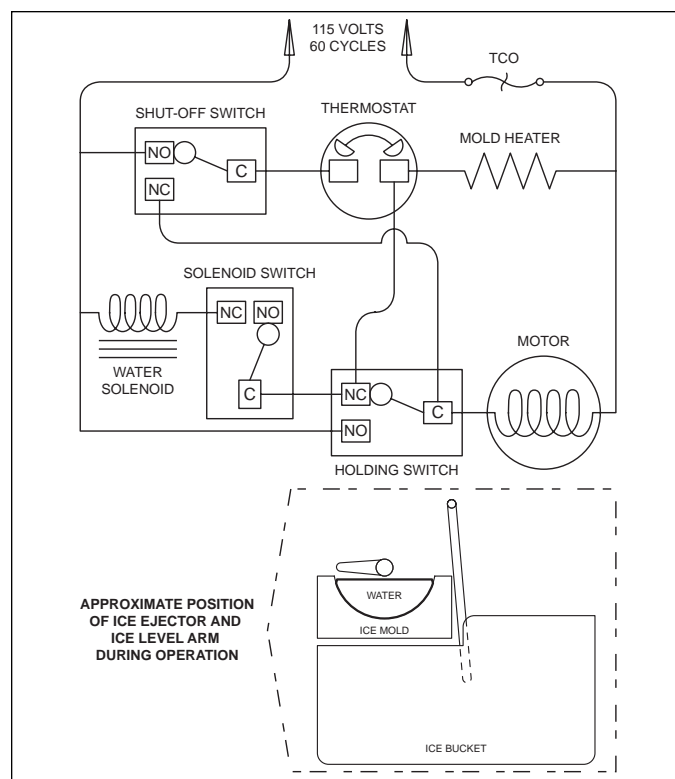 115 VOLTS
60 CYCLES
TCO
SHUT-OFF SWITCH
THERMOSTAT
MOLD HEATER
NO
C
NC
SOLENOID SWITCH
NC
NO
MOTOR
WATER
SOLENOID
C
NC
C
NO
HOLDING SWITCH
APPROXIMATE POSITION
OF ICE EJECTOR AND
ICE LEVEL ARM
DURING OPERATION
WATER
ICE MOLD
ICE BUCKET